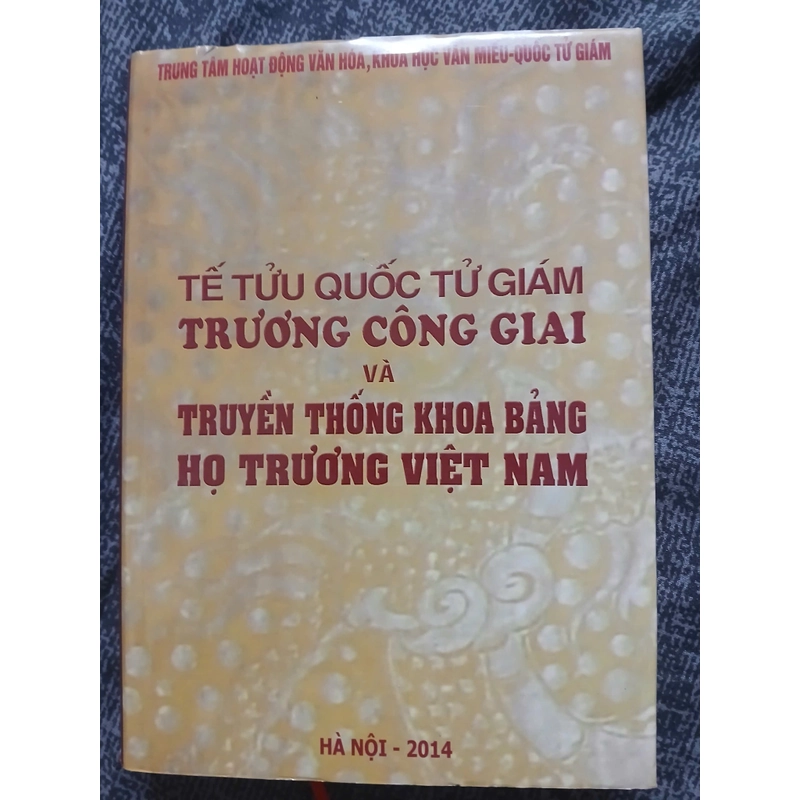 TRUNG TÂM HOẠT ĐỘNG VĂN HÓA, KHOA HỌC VĂN MIẾU-QUỐC TỬ GIÁM
TẾ TỬU QUỐC TỬ GIÁM
TRƯƠNG CÔNG GIAI
VÀ
TRUYỀN THỐNG KHOA BẢNG
HỌ TRƯƠNG VIỆT NAM
HÀ NỘI - 2014